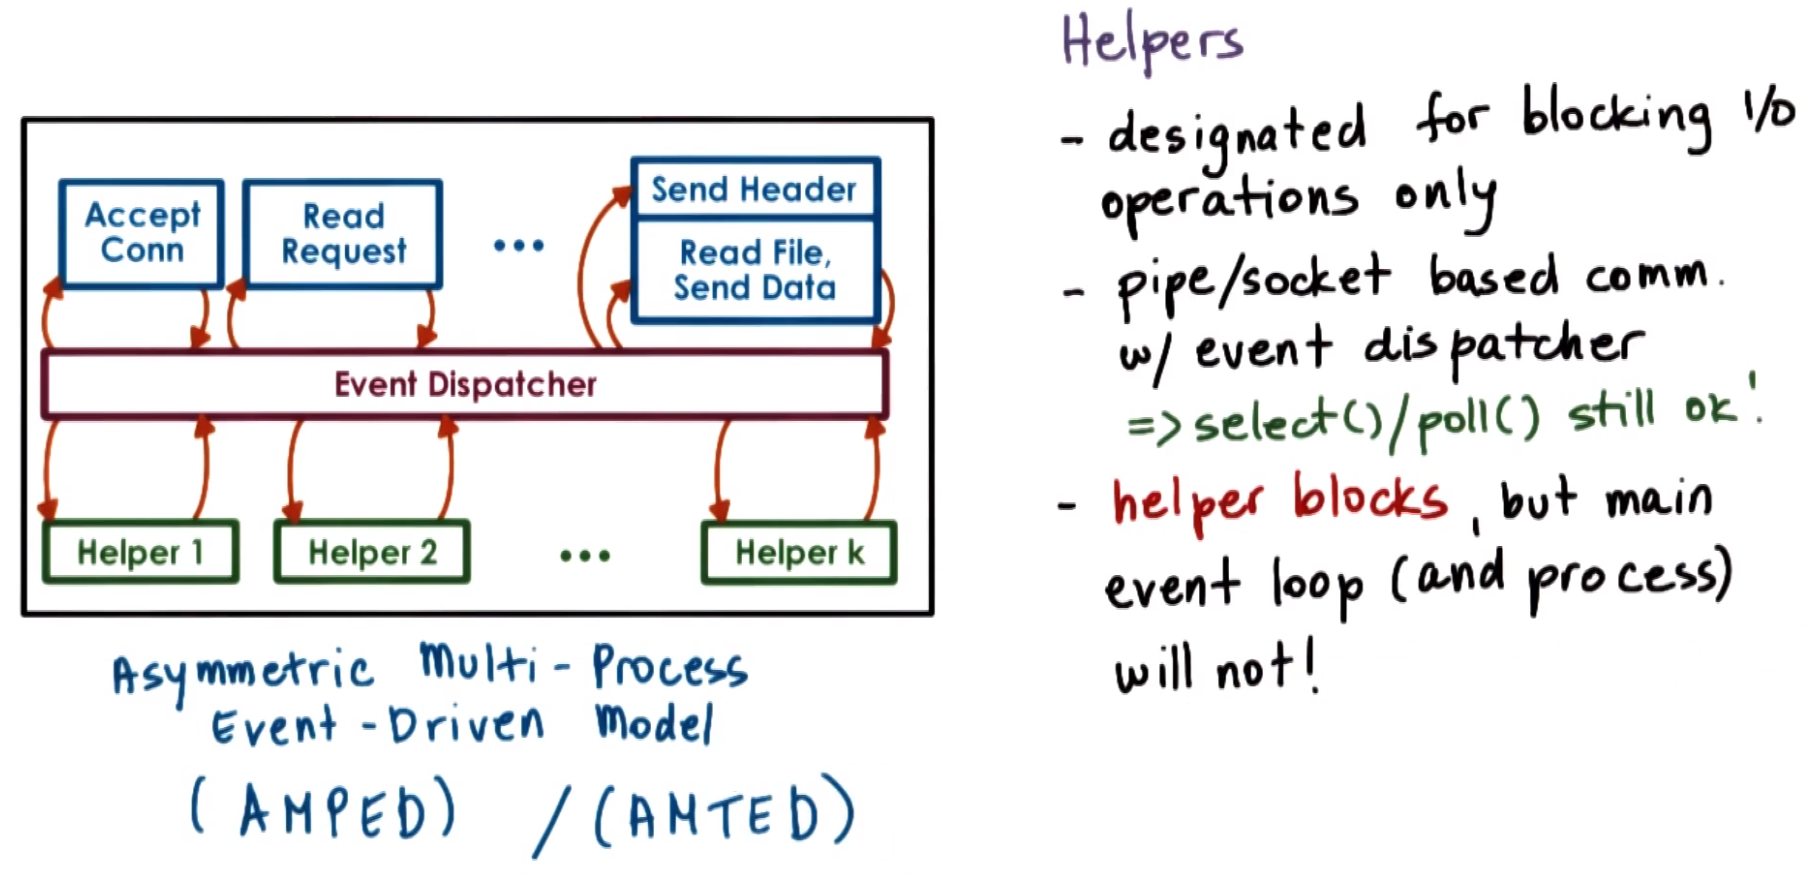 Accept
Conn
Read
Request
...
Send Header
Read File,
Send Data
Event Dispatcher
Helper 1
Helper 2
...
Helper k
Asymmetric Multi-Process
Event-Driven Model
(AMPED) / (AMTED)
Helpers
- designated for blocking I/O
operations only
- pipe/socket based comm.
w/ event dispatcher
=> select()/poll() still ok!
- helper blocks, but main
event loop (and process)
will not!